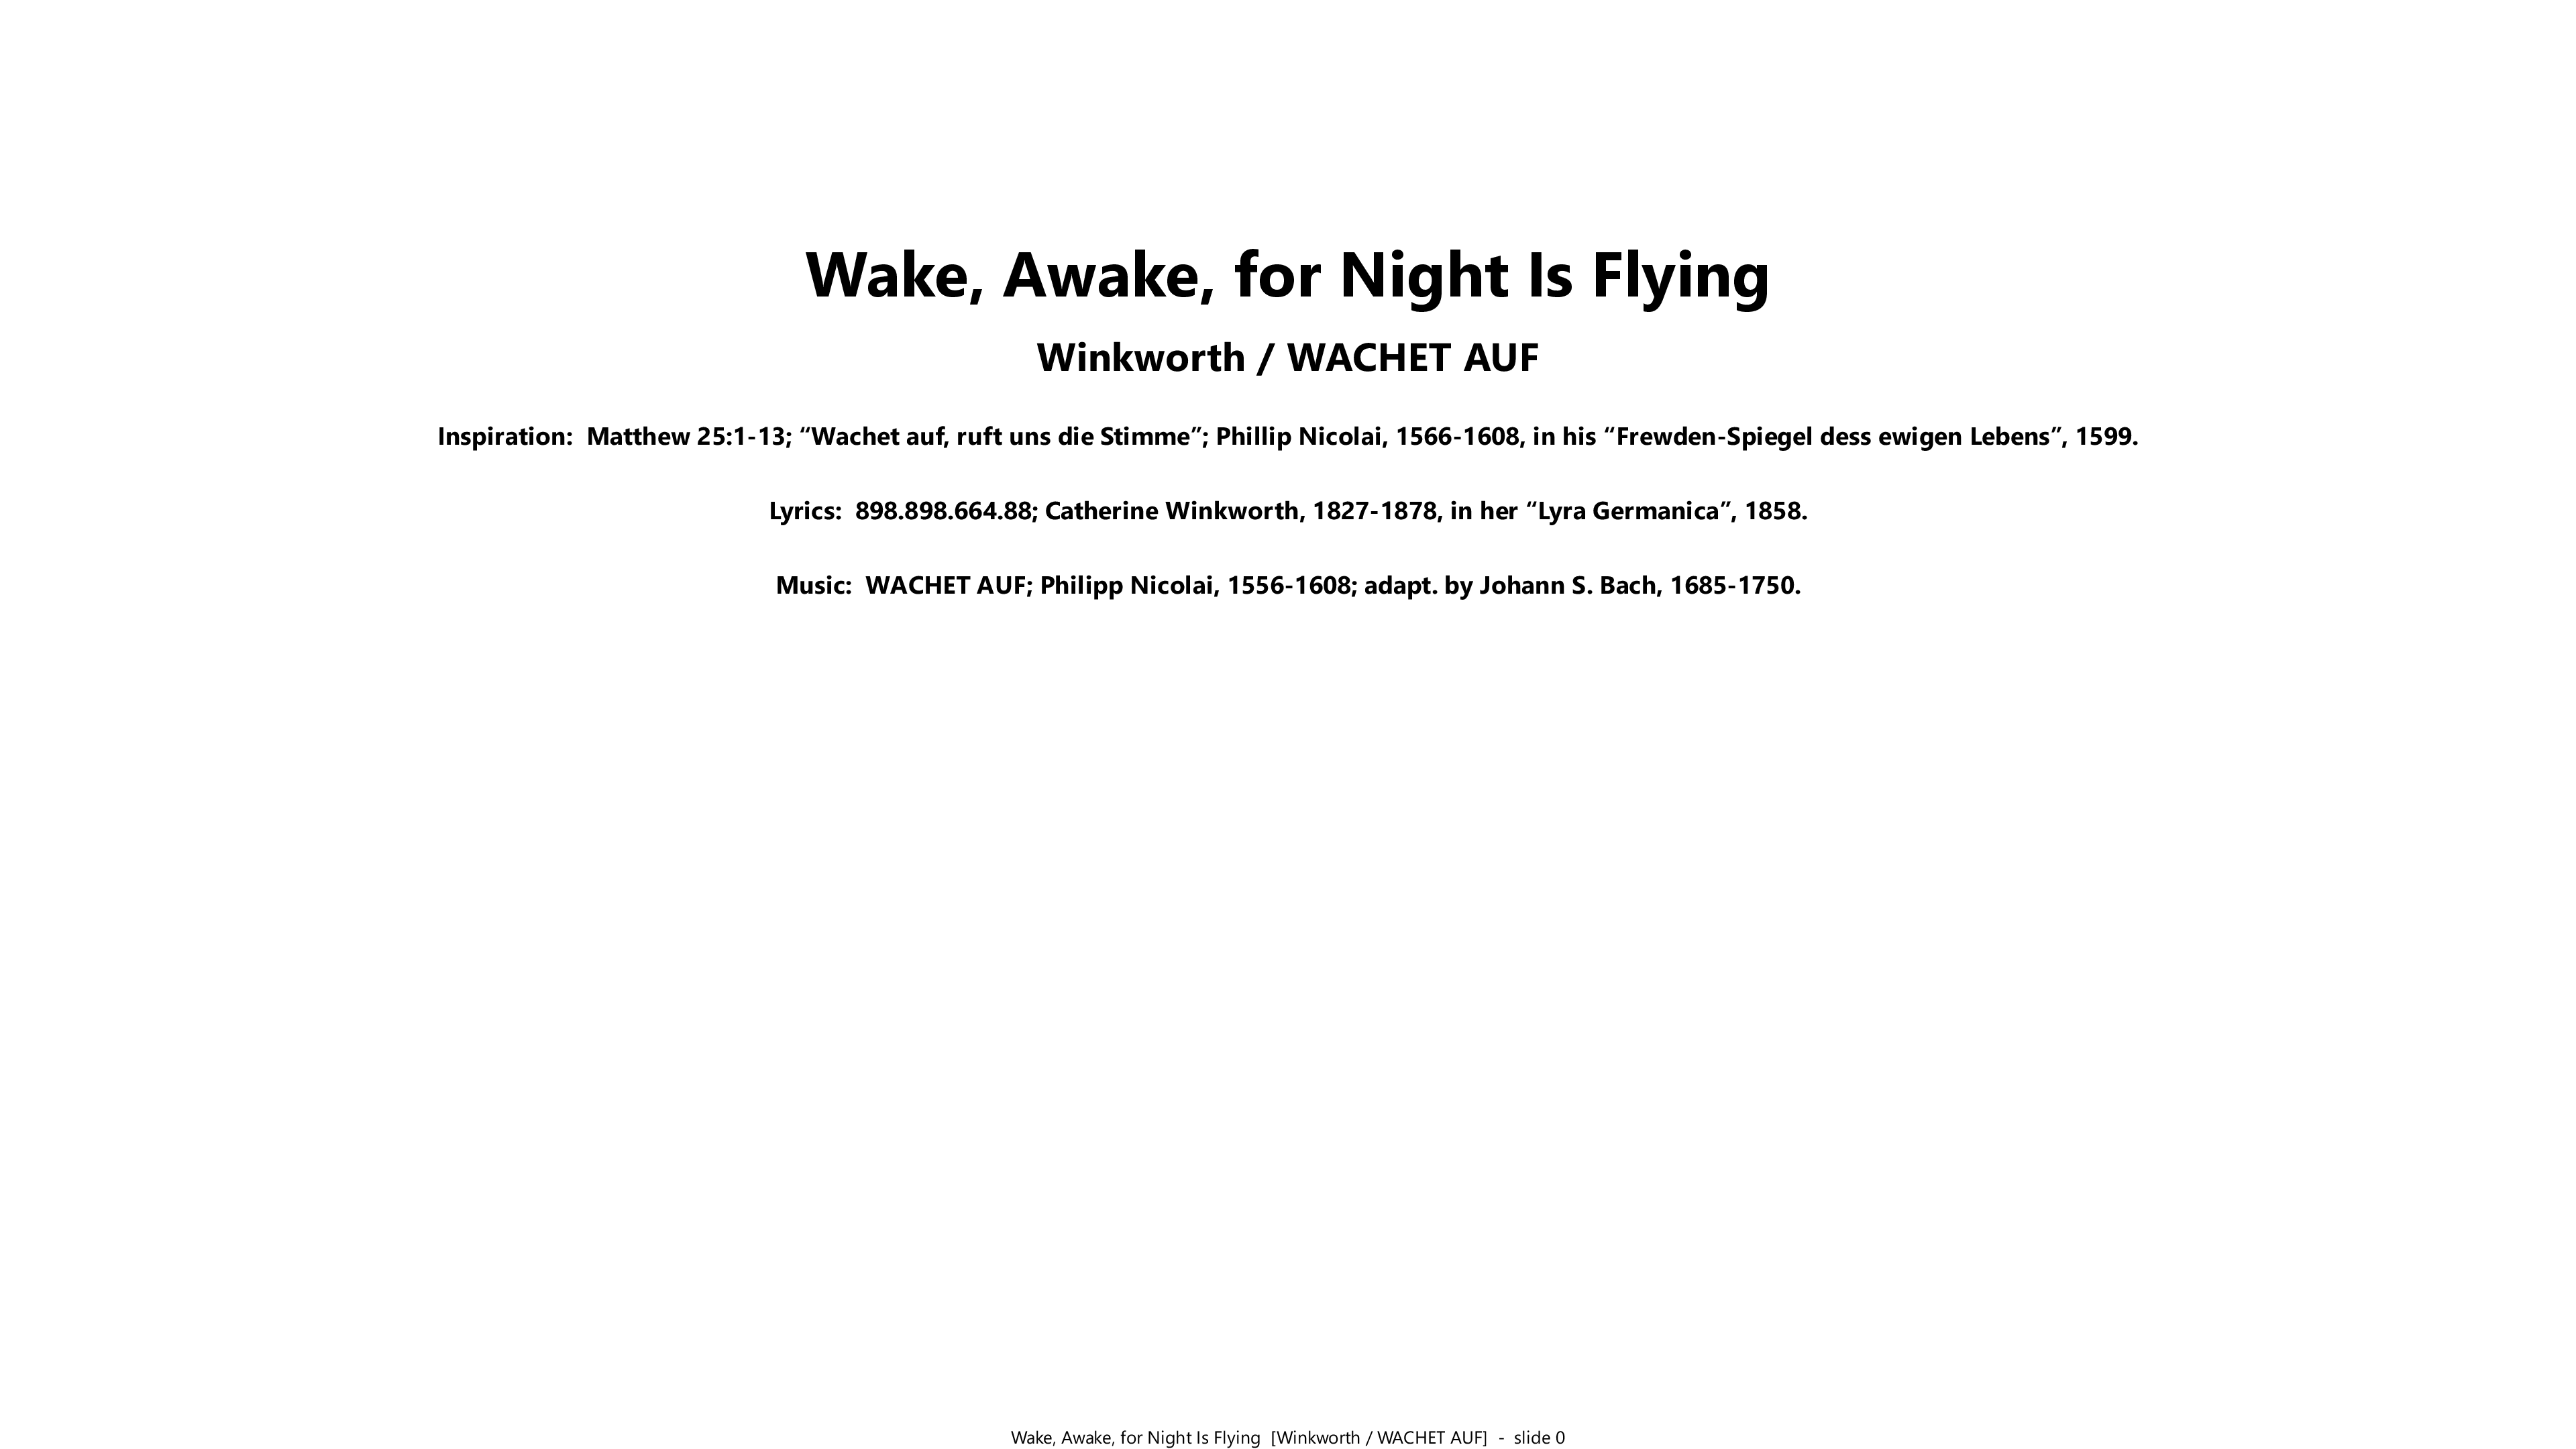 Wake, Awake, for Night Is Flying
Winkworth / WACHET AUF
Inspiration:  Matthew 25:1-13; “Wachet auf, ruft uns die Stimme”; Phillip Nicolai, 1566-1608, in his “Frewden-Spiegel dess ewigen Lebens”, 1599.
Lyrics:  898.898.664.88; Catherine Winkworth, 1827-1878, in her “Lyra Germanica”, 1858.
Music:  WACHET AUF; Philipp Nicolai, 1556-1608; adapt. by Johann S. Bach, 1685-1750.
Wake, Awake, for Night Is Flying  [Winkworth / WACHET AUF]  -  slide 0